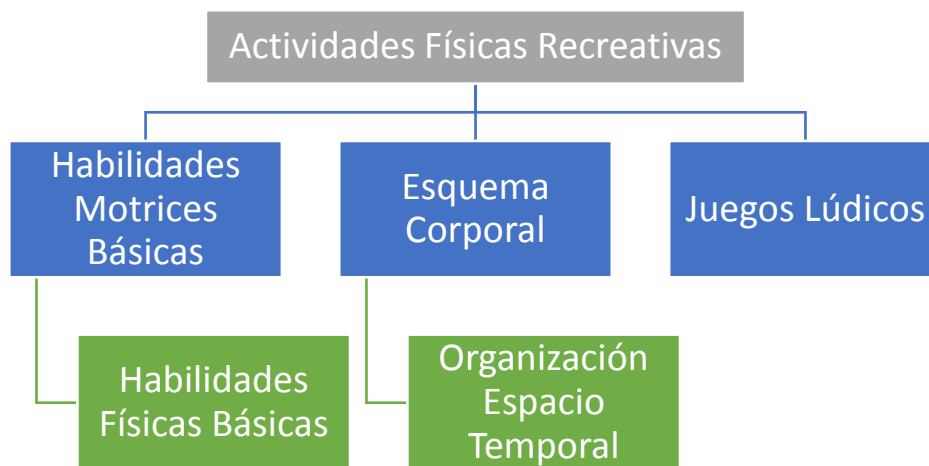 Actividades Físicas Recreativas
Habilidades
Motrices
Básicas
Esquema
Corporal
Juegos Lúdicos
Habilidades
Físicas Básicas
Organización
Espacio
Temporal